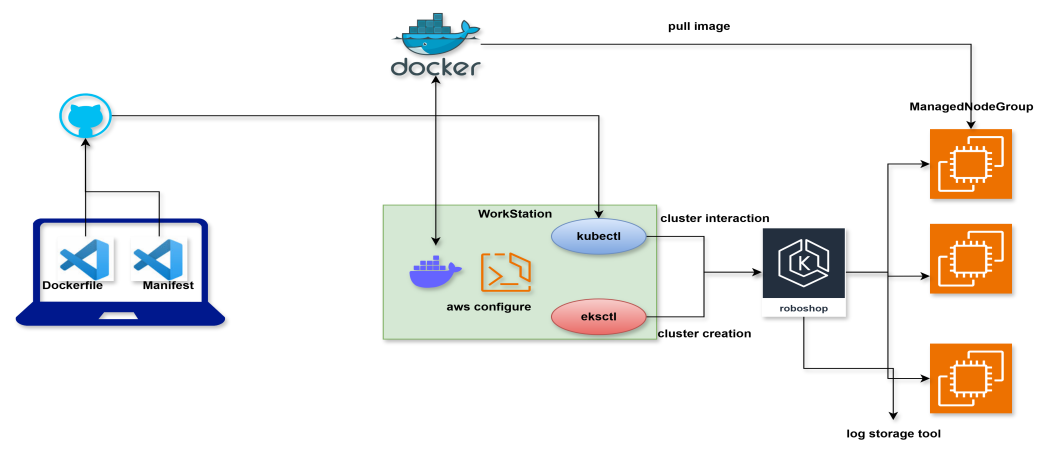 pull image
docker
ManagedNodeGroup
WorkStation
cluster interaction
kubectl
Dockerfile
Manifest
K
aws configure
roboshop
eksctl
cluster creation
log storage tool